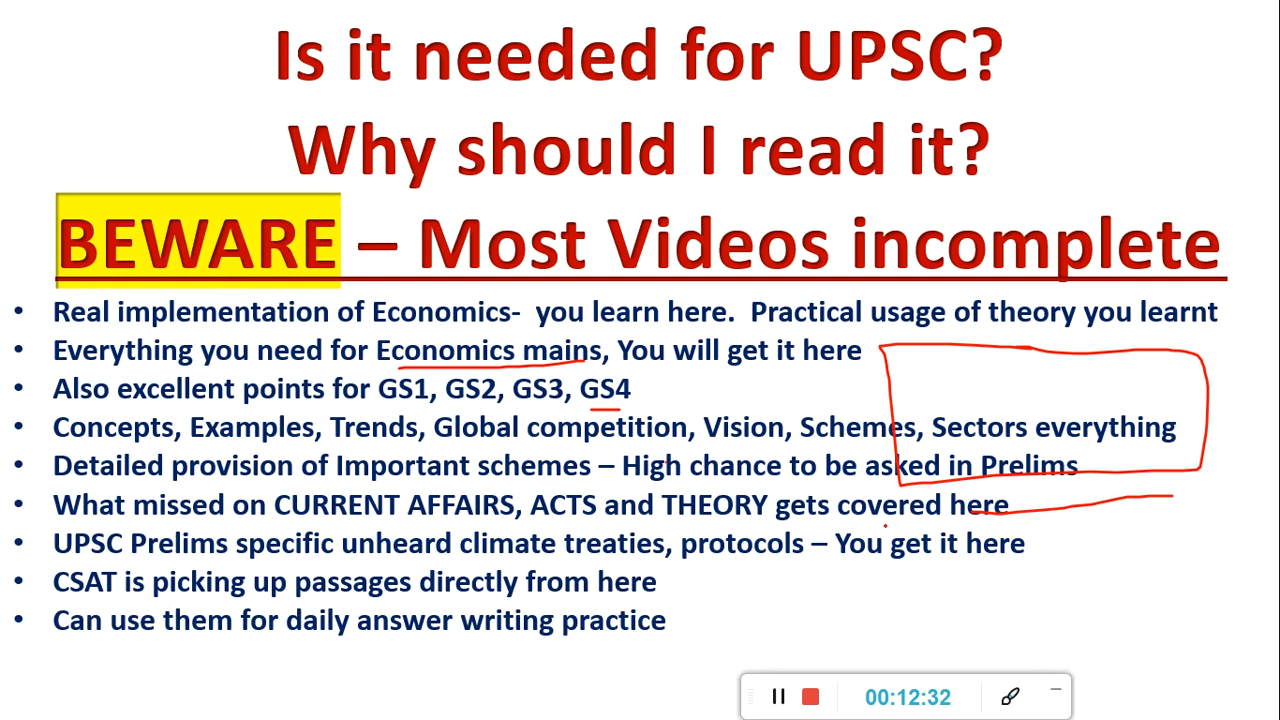 Is it needed for UPSC?
Why should I read it?
BEWARE – Most Videos incomplete
• Real implementation of Economics-  you learn here.  Practical usage of theory you learnt
• Everything you need for Economics mains, You will get it here
• Also excellent points for GS1, GS2, GS3, GS4
• Concepts, Examples, Trends, Global competition, Vision, Schemes, Sectors everything
• Detailed provision of Important schemes – High chance to be asked in Prelims
• What missed on CURRENT AFFAIRS, ACTS and THEORY gets covered here
• UPSC Prelims specific unheard climate treaties, protocols – You get it here
• CSAT is picking up passages directly from here
• Can use them for daily answer writing practice
00:12:32